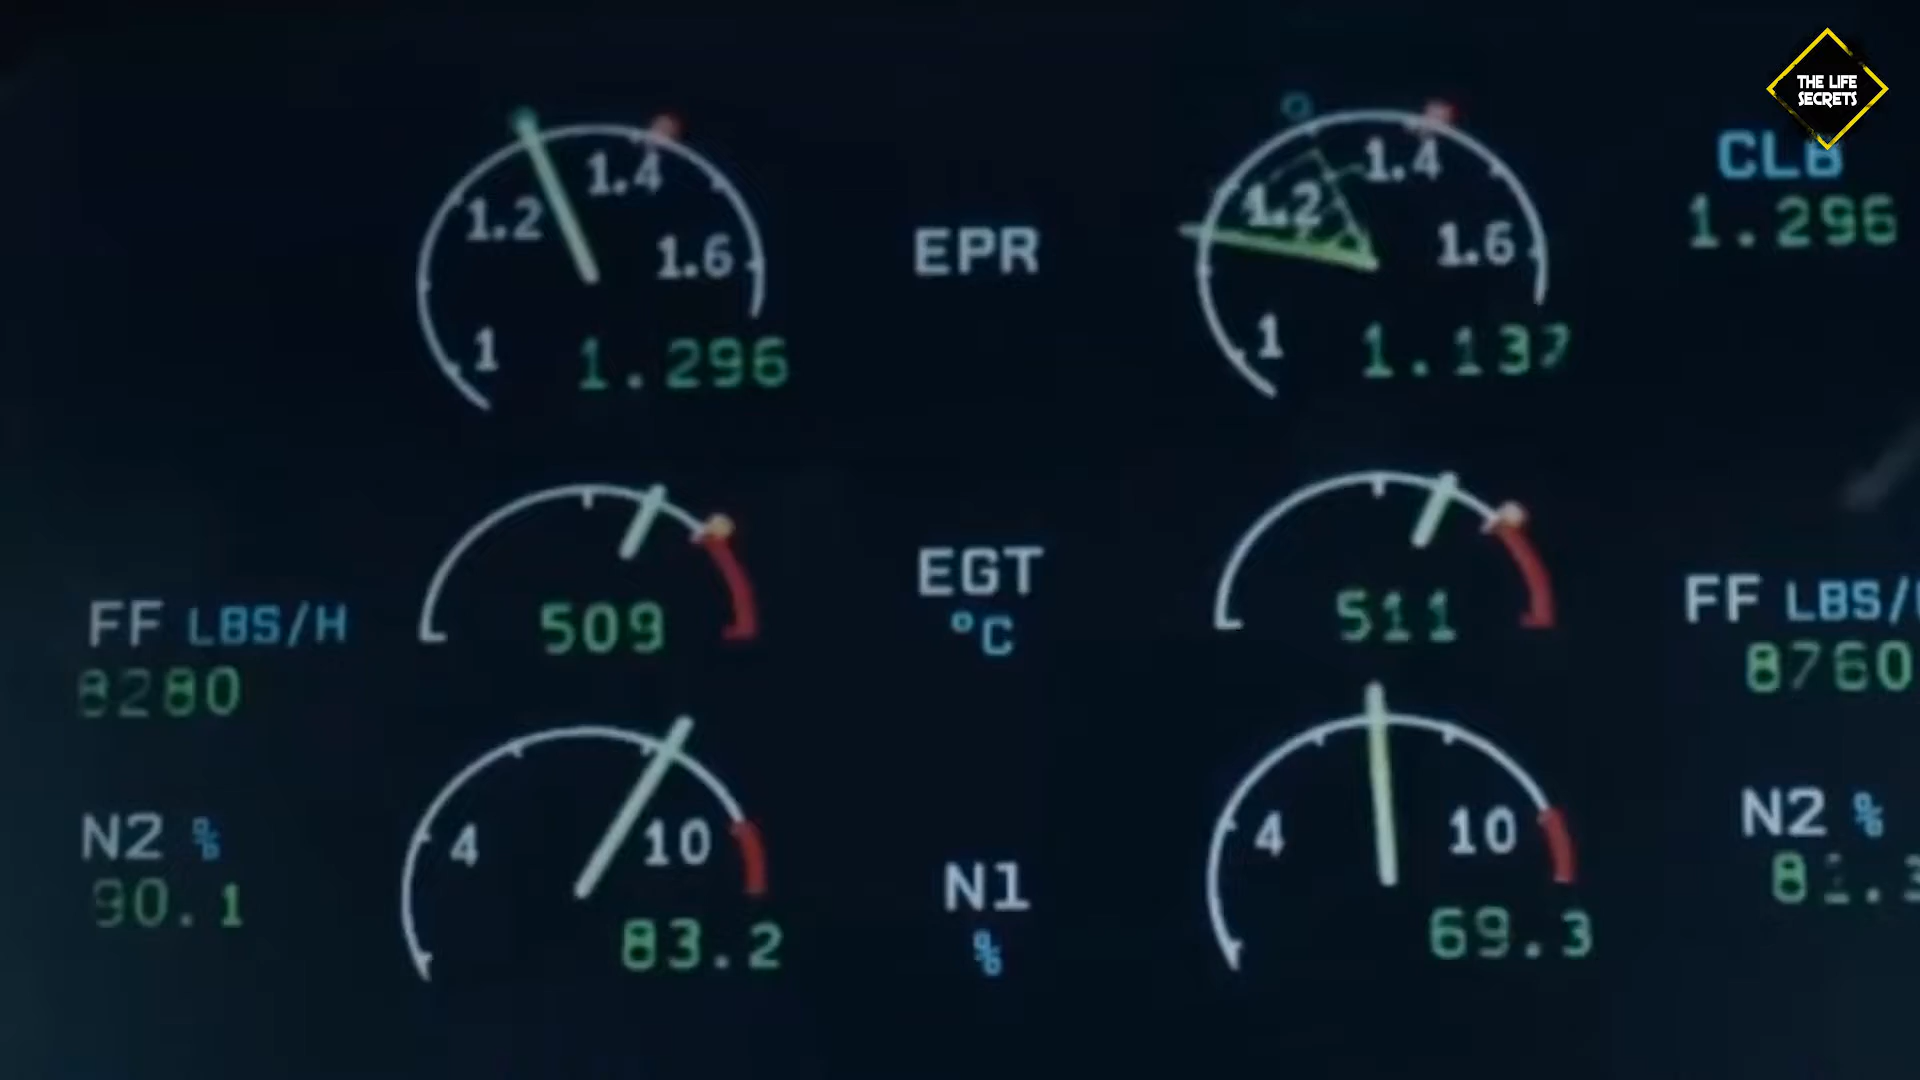 THE LIFE
SECRETS
CLB
1.296
1.4
1.2
1.6
1
1.296
EPR
1.4
1.2
1.6
1
1.137
FF LBS/H
8280
509
EGT
°C
511
FF LBS/
8760
N2 %
90.1
4
10
83.2
N1
%
4
10
69.3
N2 %
81.3